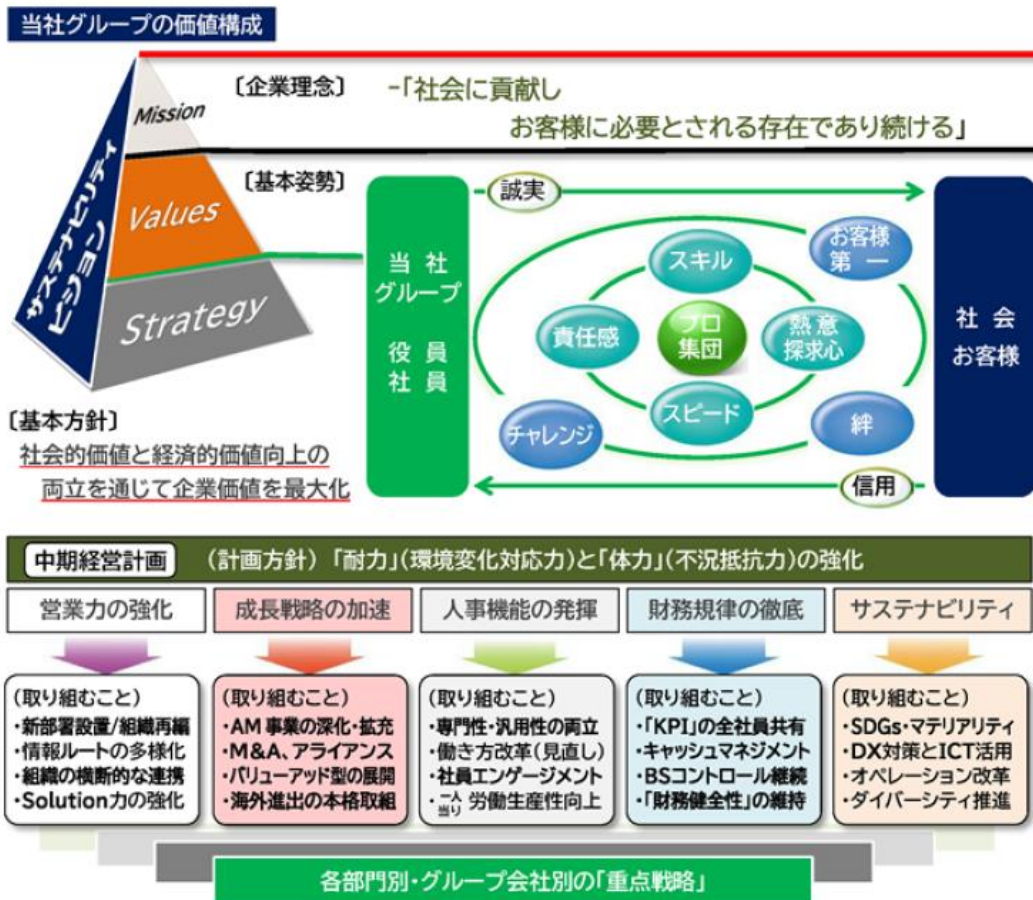 当社グループの価値構成
〔企業理念〕 -「社会に貢献し
お客様に必要とされる存在であり続ける」
Mission
Values
Strategy
サステナビリティ
ビジョン
〔基本姿勢〕
当 社
グループ
役 員
社 員
誠実
お客様
第 一
スキル
責任感
プロ
集団
熱 意
探求心
スピード
チャレンジ
絆
信用
社 会
お客様
〔基本方針〕
社会的価値と経済的価値向上の
両立を通じて企業価値を最大化
中期経営計画 (計画方針) 「耐力」(環境変化対応力)と「体力」(不況抵抗力)の強化
営業力の強化
(取り組むこと)
・新部署設置/組織再編
・情報ルートの多様化
・組織の横断的な連携
・Solution力の強化
成長戦略の加速
(取り組むこと)
・AM事業の深化・拡充
・M&A、アライアンス
・バリューアッド型の展開
・海外進出の本格取組
人事機能の発揮
(取り組むこと)
・専門性・汎用性の両立
・働き方改革(見直し)
・社員エンゲージメント
・一人当り 労働生産性向上
財務規律の徹底
(取り組むこと)
・「KPI」の全社員共有
・キャッシュマネジメント
・BSコントロール継続
・「財務健全性」の維持
サステナビリティ
(取り組むこと)
・SDGs・マテリアリティ
・DX対策とICT活用
・オペレーション改革
・ダイバーシティ推進
各部門別・グループ会社別の「重点戦略」